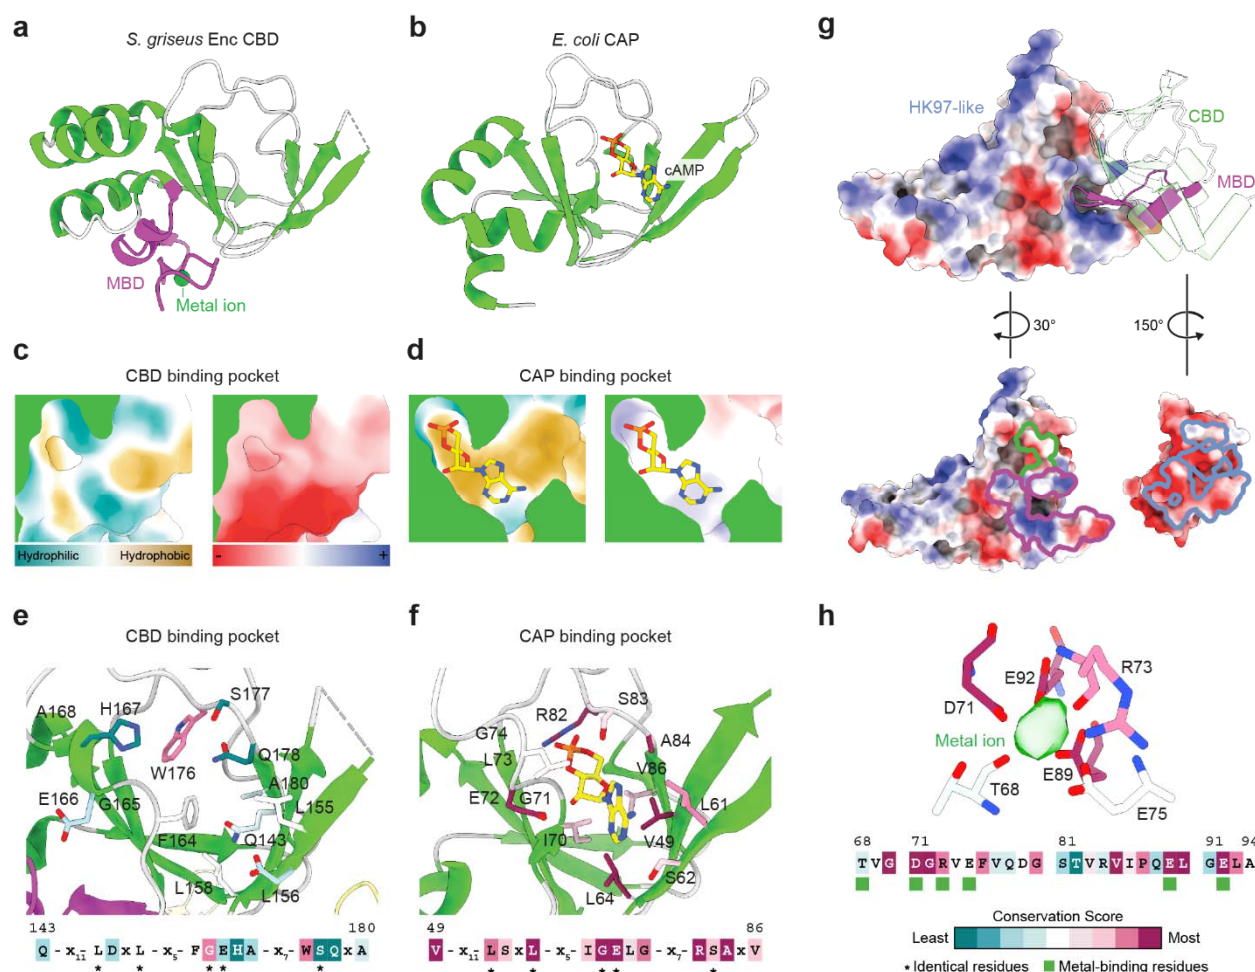 a
S. griseus Enc CBD
MBD
Metal ion
b
E. coli CAP
cAMP
c
CBD binding pocket
Hydrophilic Hydrophobic
- +
d
CAP binding pocket
e
CBD binding pocket
A168
H167
S177
W176
Q178
E166
G165
A180
L155
F164
Q143
L158
L156
143 180
Q - x11 - L D x L - x5 - F G E H A - x7 - W S Q x A
* * * * *
f
CAP binding pocket
S83
R82
G74
A84
L73
V86
E72
G71
L61
I70
V49
S62
L64
49 86
V - x11 - L S x L - x5 - I G E L G - x7 - R S A x V
* * * * *
g
HK97-like
CBD
MBD
30°
150°
h
E92
R73
D71
Metal ion
E89
T68
E75
68 71 81 91 94
T V G D G R V E F V Q D G S T V R V I P Q E L G E L A
Conservation Score
Least Most
* Identical residues Metal-binding residues